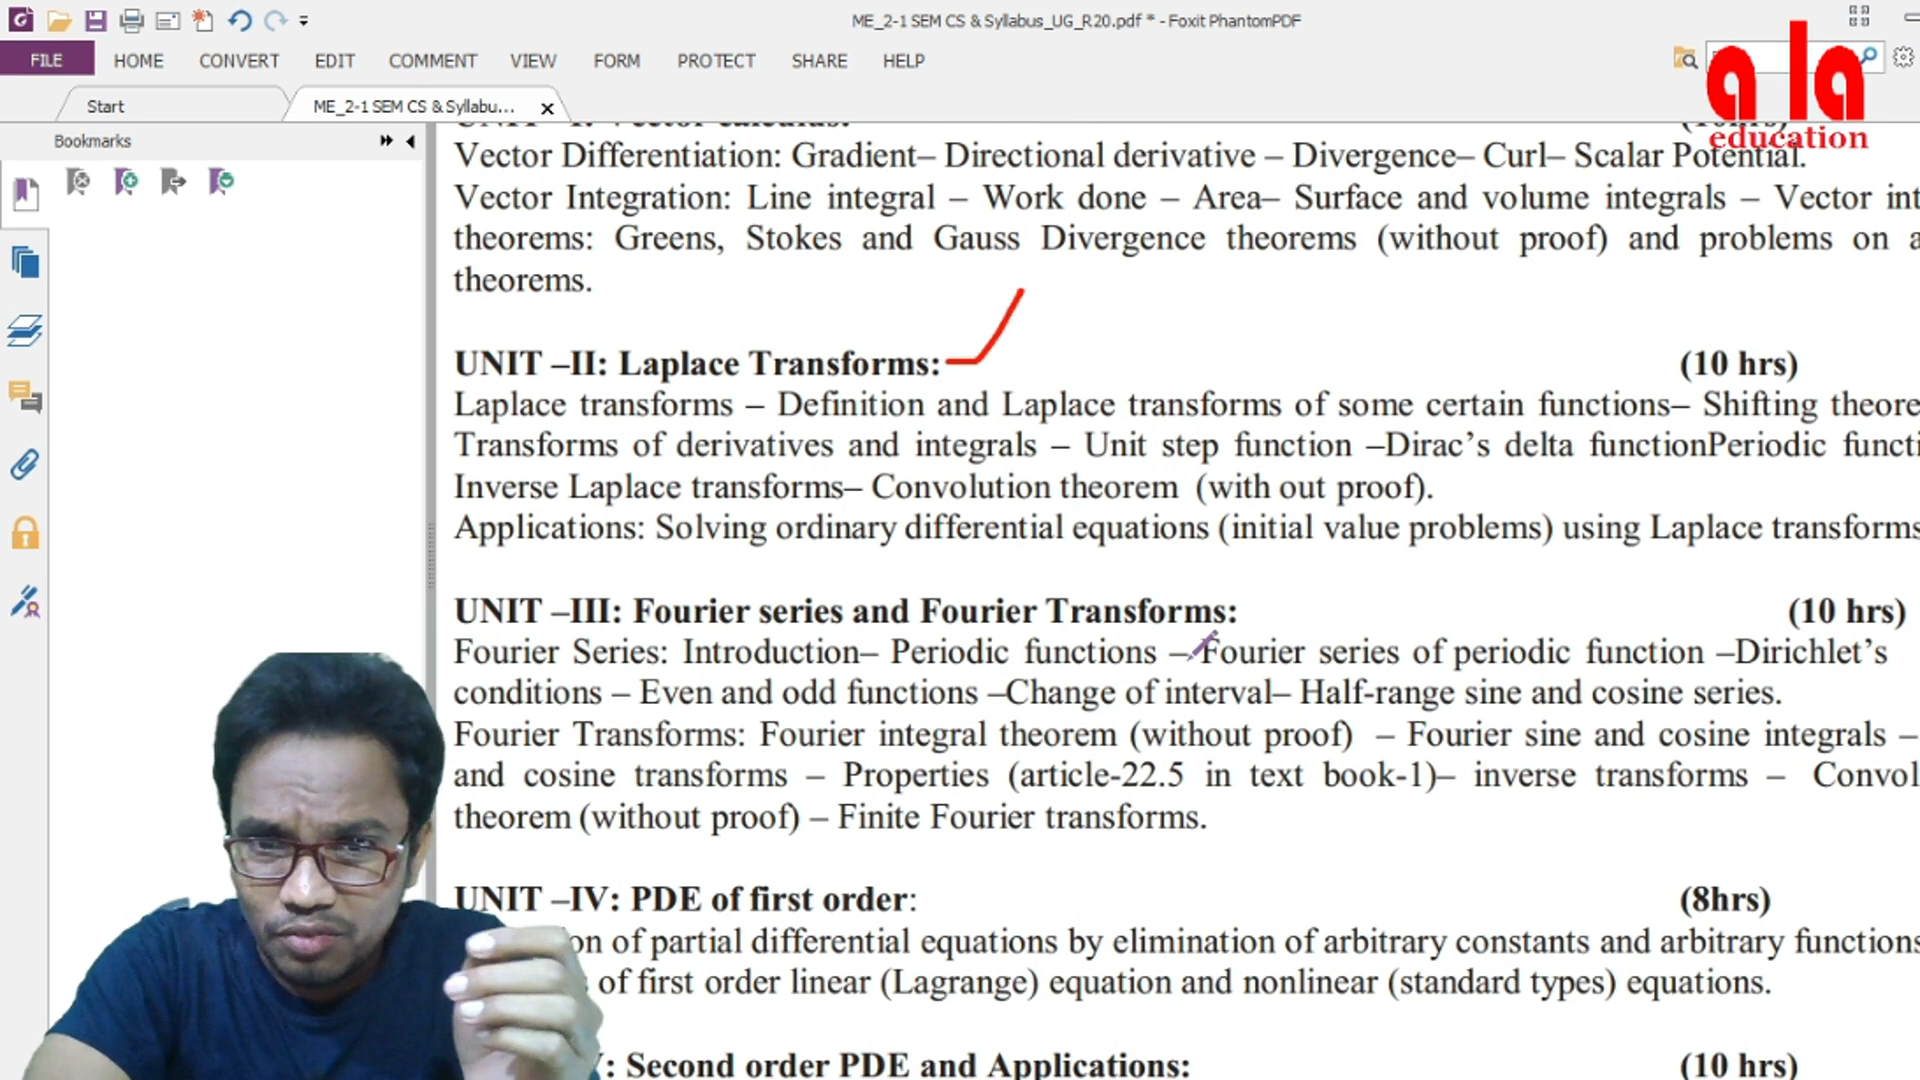 ME_2-1 SEM CS & Syllabus_UG_R20.pdf * - Foxit PhantomPDF
FILE HOME CONVERT EDIT VIEW COMMENT VIEW FORM PROTECT SHARE HELP
a la
education
Start ME_2-1 SEM CS & Syllabu...
Bookmarks
Vector Differentiation: Gradient– Directional derivative – Divergence– Curl– Scalar Potential.
Vector Integration: Line integral – Work done – Area– Surface and volume integrals – Vector int
theorems: Greens, Stokes and Gauss Divergence theorems (without proof) and problems on a
theorems.
UNIT –II: Laplace Transforms: (10 hrs)
Laplace transforms – Definition and Laplace transforms of some certain functions– Shifting theore
Transforms of derivatives and integrals – Unit step function –Dirac’s delta functionPeriodic functi
Inverse Laplace transforms– Convolution theorem (with out proof).
Applications: Solving ordinary differential equations (initial value problems) using Laplace transforms
UNIT –III: Fourier series and Fourier Transforms: (10 hrs)
Fourier Series: Introduction– Periodic functions – Fourier series of periodic function –Dirichlet’s
conditions – Even and odd functions –Change of interval– Half-range sine and cosine series.
Fourier Transforms: Fourier integral theorem (without proof) – Fourier sine and cosine integrals –
and cosine transforms – Properties (article-22.5 in text book-1)– inverse transforms – Convol
theorem (without proof) – Finite Fourier transforms.
UNIT –IV: PDE of first order: (8hrs)
on of partial differential equations by elimination of arbitrary constants and arbitrary functions
of first order linear (Lagrange) equation and nonlinear (standard types) equations.
: Second order PDE and Applications: (10 hrs)